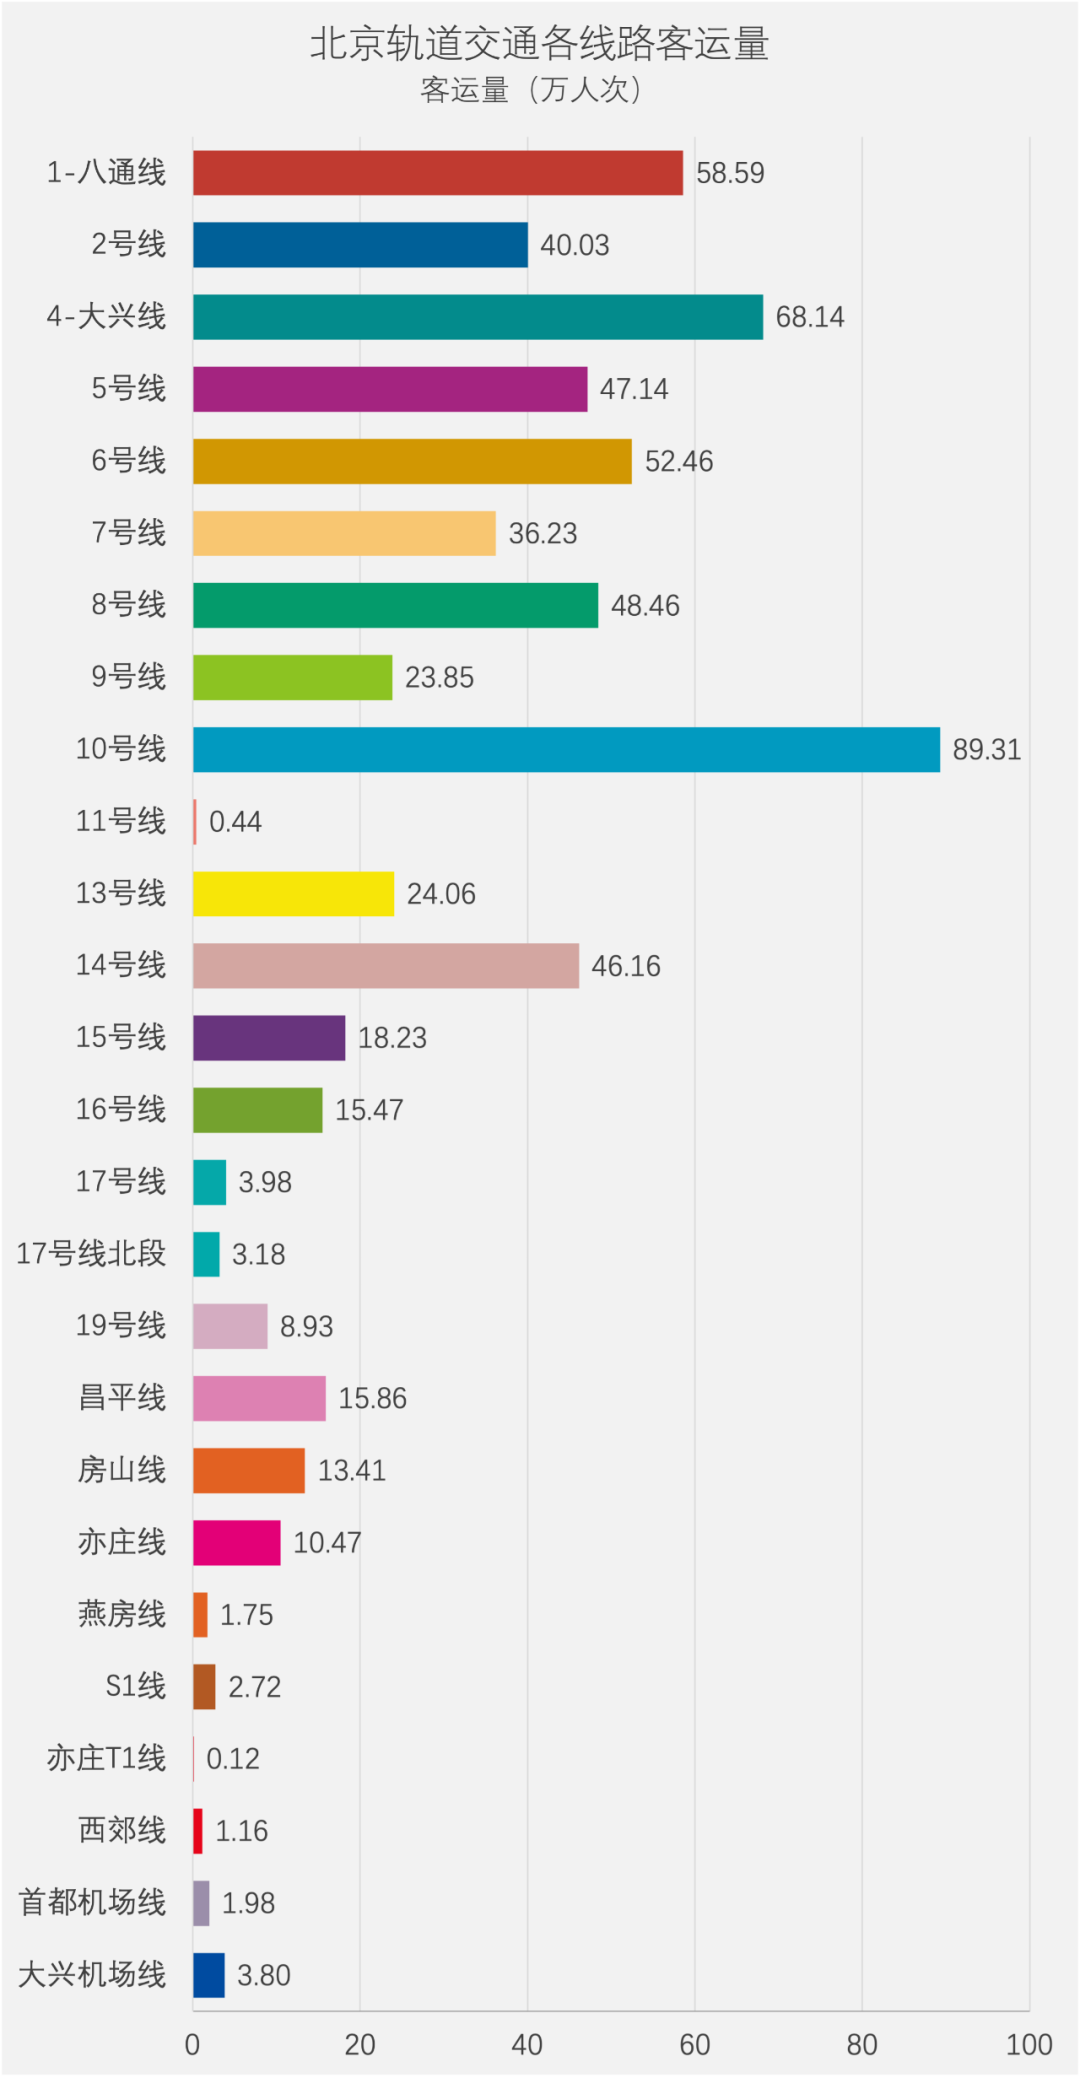 北京轨道交通各线路客运量
客运量（万人次）
1-八通线 58.59
2号线 40.03
4-大兴线 68.14
5号线 47.14
6号线 52.46
7号线 36.23
8号线 48.46
9号线 23.85
10号线 89.31
11号线 0.44
13号线 24.06
14号线 46.16
15号线 18.23
16号线 15.47
17号线 3.98
17号线北段 3.18
19号线 8.93
昌平线 15.86
房山线 13.41
亦庄线 10.47
燕房线 1.75
S1线 2.72
亦庄T1线 0.12
西郊线 1.16
首都机场线 1.98
大兴机场线 3.80
0 20 40 60 80 100